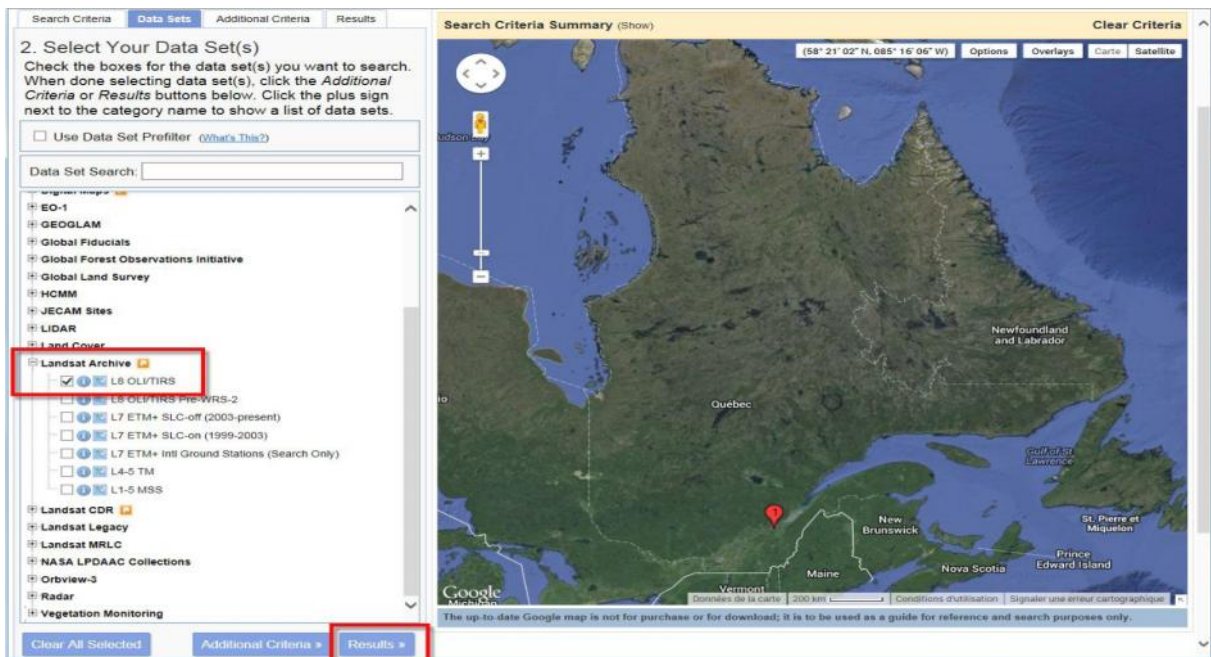 Search Criteria
Data Sets
Additional Criteria
Results
2. Select Your Data Set(s)
Check the boxes for the data set(s) you want to search.
When done selecting data set(s), click the Additional
Criteria or Results buttons below. Click the plus sign
next to the category name to show a list of data sets.
Use Data Set Prefilter (What's This?)
Data Set Search:
Digital Maps
EO-1
GEOGLAM
Global Fiducials
Global Forest Observations Initiative
Global Land Survey
HCMM
JECAM Sites
LIDAR
Land Cover
Landsat Archive
L8 OLI/TIRS
L8 OLI/TIRS Pre-WRS-2
L7 ETM+ SLC-off (2003-present)
L7 ETM+ SLC-on (1999-2003)
L7 ETM+ Intl Ground Stations (Search Only)
L4-5 TM
L1-5 MSS
Landsat CDR
Landsat Legacy
Landsat MRLC
NASA LPDAAC Collections
Orbview-3
Radar
Vegetation Monitoring
Clear All Selected
Additional Criteria »
Results »
Search Criteria Summary (Show)
Clear Criteria
(58° 21' 02" N, 085° 16' 06" W)
Options
Overlays
Carte
Satellite
Newfoundland
and Labrador
Québec
Gulf of St
Lawrence
1
New
Brunswick
St. Pierre et
Miquelon
Prince
Edward Island
Nova Scotia
Maine
Vermont
Google
Michigan
Données de la carte
200 km
Conditions d'utilisation
Signaler une erreur cartographique
The up-to-date Google map is not for purchase or for download; it is to be used as a guide for reference and search purposes only.